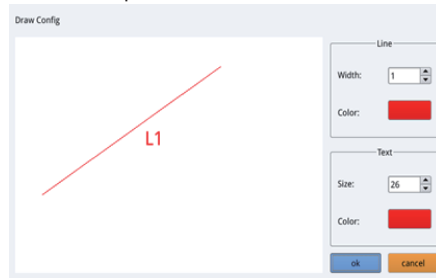 Draw Config
L1
Line
Width: 1
Color:
Text
Size: 26
Color:
ok cancel